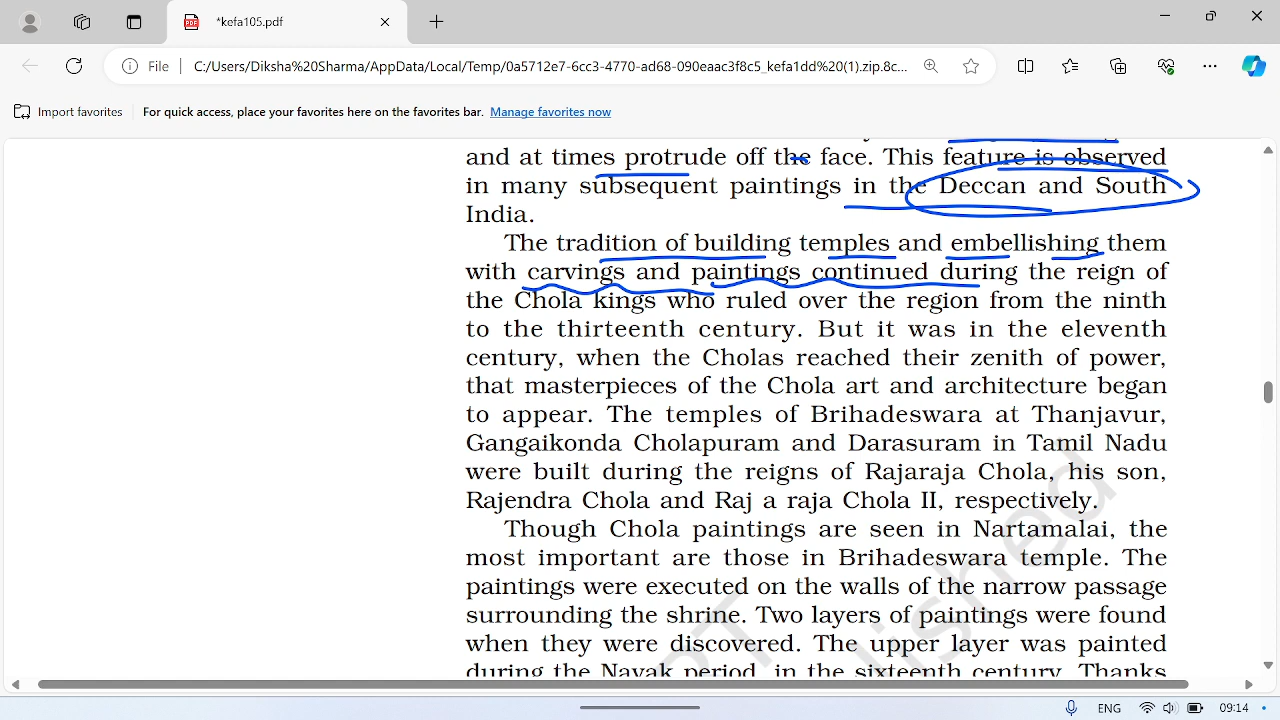 *kefa105.pdf
File
C:/Users/Diksha%20Sharma/AppData/Local/Temp/0a5712e7-6cc3-4770-ad68-090eaac3f8c5_kefa1dd%20(1).zip.8c...
Import favorites
For quick access, place your favorites here on the favorites bar. Manage favorites now
and at times protrude off the face. This feature is observed
in many subsequent paintings in the Deccan and South
India.
The tradition of building temples and embellishing them
with carvings and paintings continued during the reign of
the Chola kings who ruled over the region from the ninth
to the thirteenth century. But it was in the eleventh
century, when the Cholas reached their zenith of power,
that masterpieces of the Chola art and architecture began
to appear. The temples of Brihadeswara at Thanjavur,
Gangaikonda Cholapuram and Darasuram in Tamil Nadu
were built during the reigns of Rajaraja Chola, his son,
Rajendra Chola and Raj a raja Chola II, respectively.
Though Chola paintings are seen in Nartamalai, the
most important are those in Brihadeswara temple. The
paintings were executed on the walls of the narrow passage
surrounding the shrine. Two layers of paintings were found
when they were discovered. The upper layer was painted
during the Nayak period, in the sixteenth century. Thanks
ENG
09:14